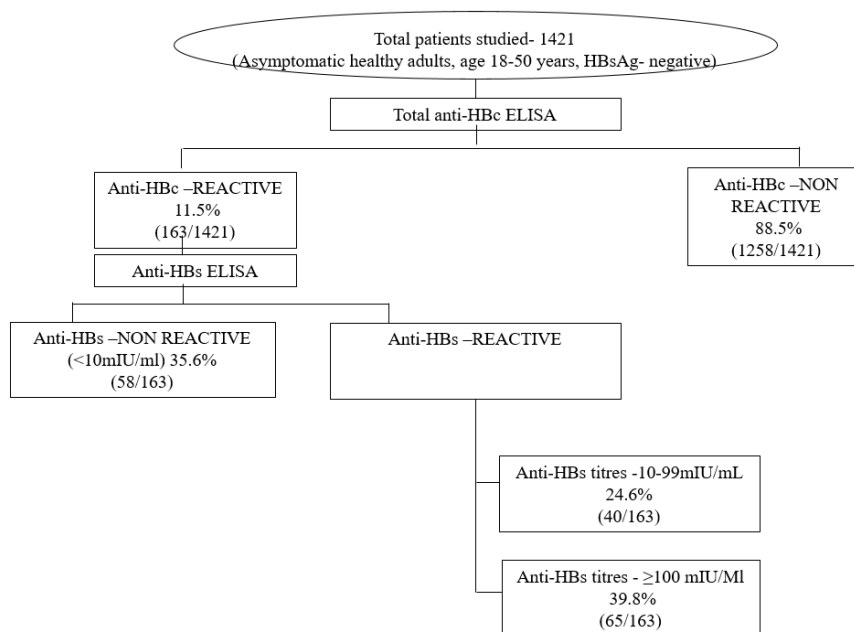 Total patients studied- 1421
(Asymptomatic healthy adults, age 18-50 years, HBsAg- negative)
Total anti-HBc ELISA
Anti-HBc –REACTIVE
11.5%
(163/1421)
Anti-HBc –NON
REACTIVE
88.5%
(1258/1421)
Anti-HBs ELISA
Anti-HBs –NON REACTIVE
(<10mIU/ml) 35.6%
(58/163)
Anti-HBs –REACTIVE
Anti-HBs titres -10-99mIU/mL
24.6%
(40/163)
Anti-HBs titres - ≥100 mIU/Ml
39.8%
(65/163)